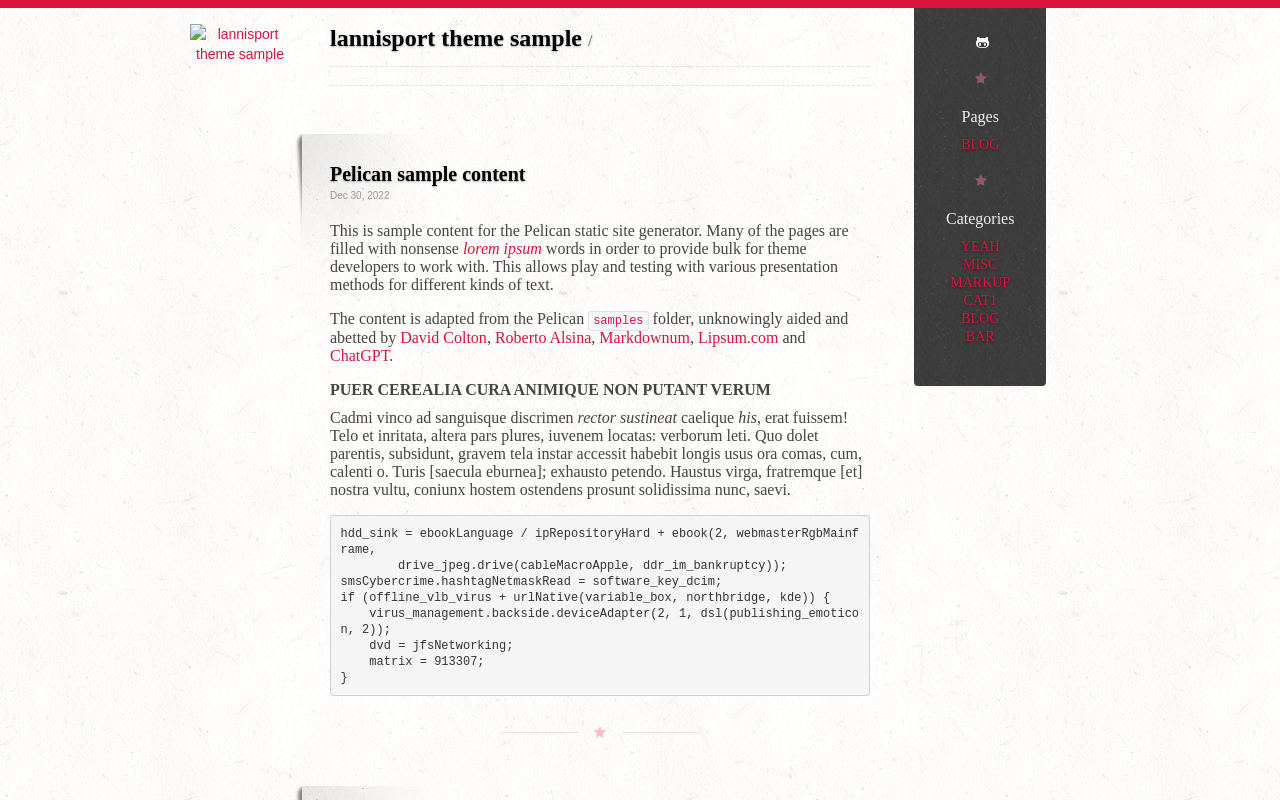 lannisport
theme sample
lannisport theme sample /
Pelican sample content
Dec 30, 2022
This is sample content for the Pelican static site generator. Many of the pages are
filled with nonsense lorem ipsum words in order to provide bulk for theme
developers to work with. This allows play and testing with various presentation
methods for different kinds of text.
The content is adapted from the Pelican samples folder, unknowingly aided and
abetted by David Colton, Roberto Alsina, Markdownum, Lipsum.com and
ChatGPT.
PUER CEREALIA CURA ANIMIQUE NON PUTANT VERUM
Cadmi vinco ad sanguisque discrimen rector sustineat caelique his, erat fuissem!
Telo et inritata, altera pars plures, iuvenem locatas: verborum leti. Quo dolet
parentis, subsidunt, gravem tela instar accessit habebit longis usus ora comas, cum,
calenti o. Turis [saecula eburnea]; exhausto petendo. Haustus virga, fratremque [et]
nostra vultu, coniunx hostem ostendens prosunt solidissima nunc, saevi.
hdd_sink = ebookLanguage / ipRepositoryHard + ebook(2, webmasterRgbMainf
rame,
        drive_jpeg.drive(cableMacroApple, ddr_im_bankruptcy));
smsCybercrime.hashtagNetmaskRead = software_key_dcim;
if (offline_vlb_virus + urlNative(variable_box, northbridge, kde)) {
    virus_management.backside.deviceAdapter(2, 1, dsl(publishing_emotico
n, 2));
    dvd = jfsNetworking;
    matrix = 913307;
}
Pages
BLOG
Categories
YEAH
MISC
MARKUP
CAT1
BLOG
BAR